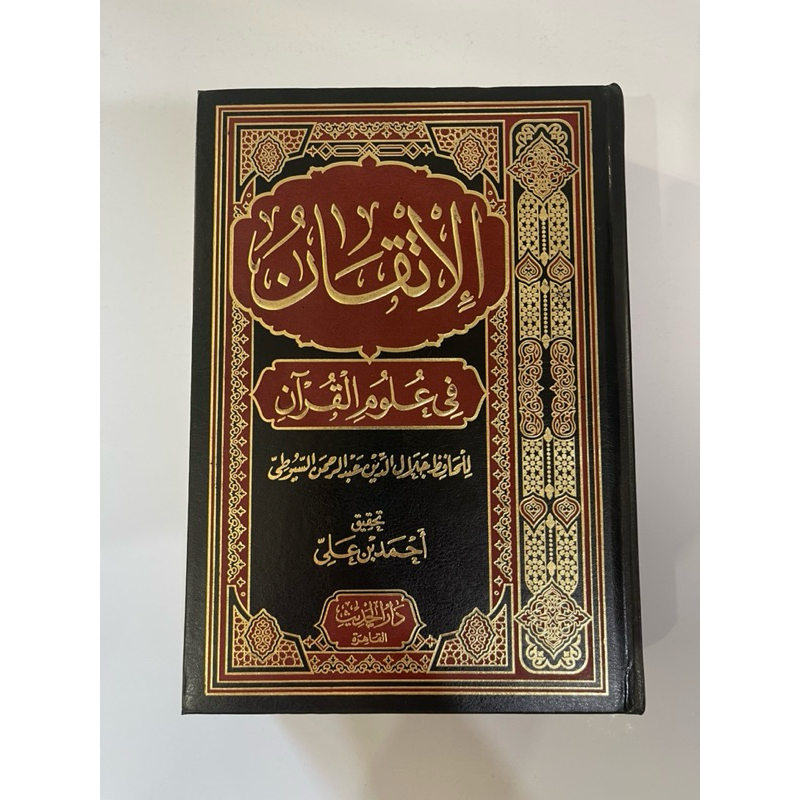 الإتقان
في علوم القرآن
للحافظ جلال الدين عبد الرحمن السيوطي
تحقيق
أحمد بن علي
دار الحديث
القاهرة